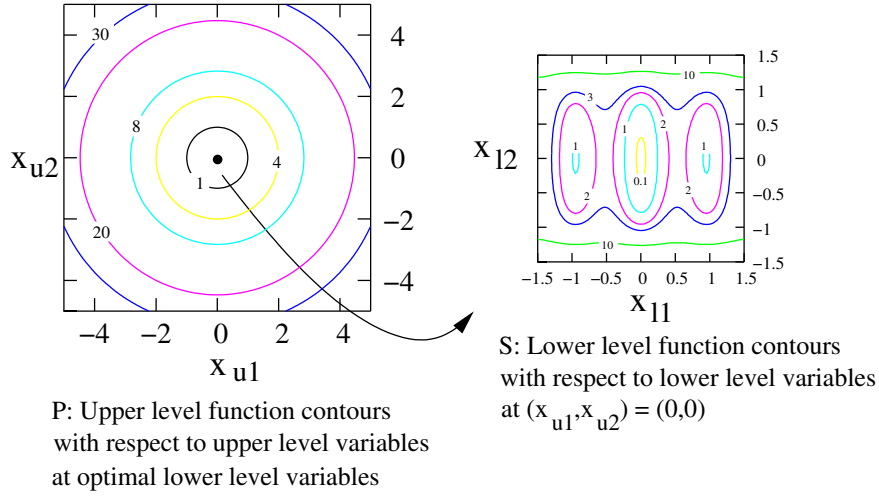 30
8
4
1
20
x u2
4
2
0
−2
−4
−4 −2 0 2 4
x u1
P: Upper level function contours
with respect to upper level variables
at optimal lower level variables
10
3
2
1
2
1
1
0.1
2
2
10
x l2
1.5
1
0.5
0
−0.5
−1
−1.5
−1.5 −1 −0.5 0 0.5 1 1.5
x l1
S: Lower level function contours
with respect to lower level variables
at (x u1,x u2) = (0,0)